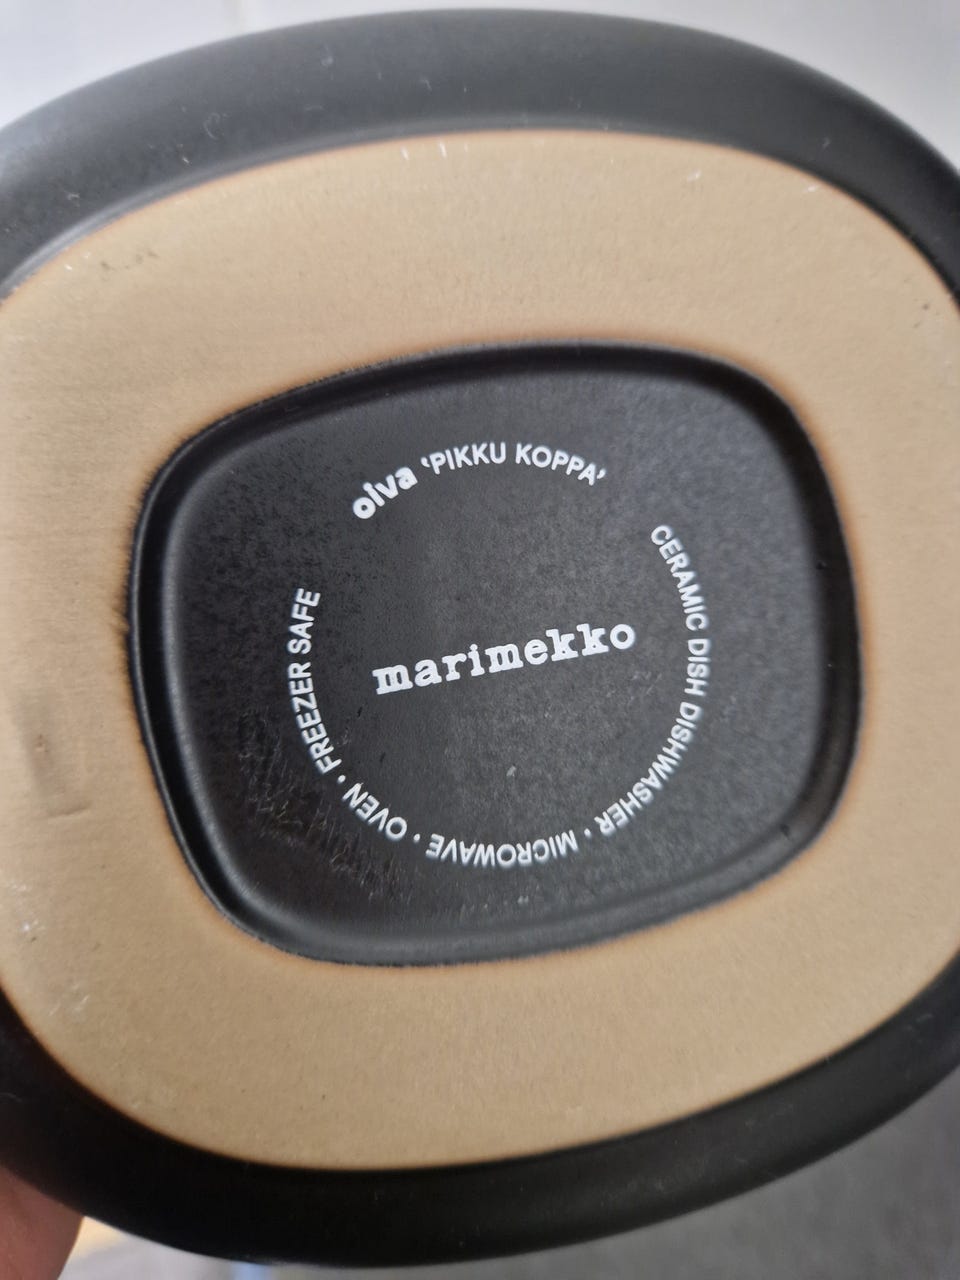 oiva ‘PIKKU KOPPA’
CERAMIC DISH DISHWASHER • MICROWAVE • OVEN • FREEZER SAFE
marimekko